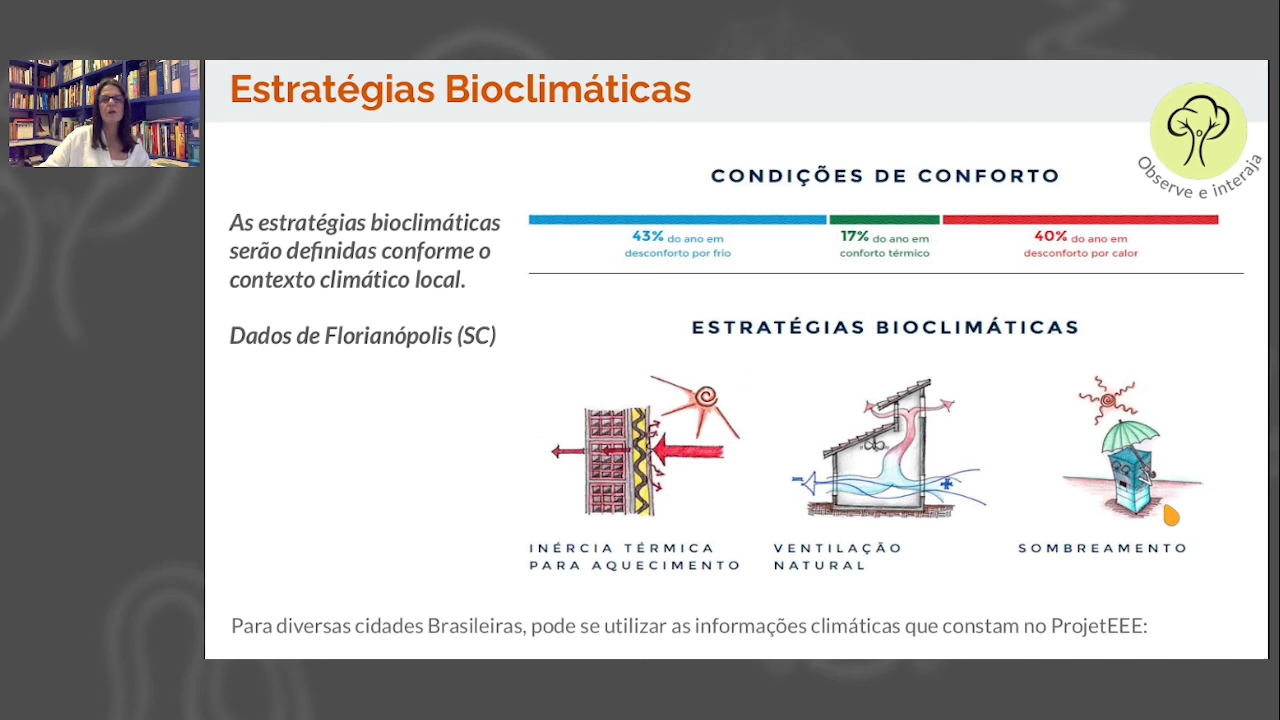 Estratégias Bioclimáticas
Observe e interaja
CONDIÇÕES DE CONFORTO
As estratégias bioclimáticas
serão definidas conforme o
contexto climático local.
Dados de Florianópolis (SC)
43% do ano em
desconforto por frio
17% do ano em
conforto térmico
40% do ano em
desconforto por calor
ESTRATÉGIAS BIOCLIMÁTICAS
INÉRCIA TÉRMICA
PARA AQUECIMENTO
VENTILAÇÃO
NATURAL
SOMBREAMENTO
Para diversas cidades Brasileiras, pode se utilizar as informações climáticas que constam no ProjetEEE: